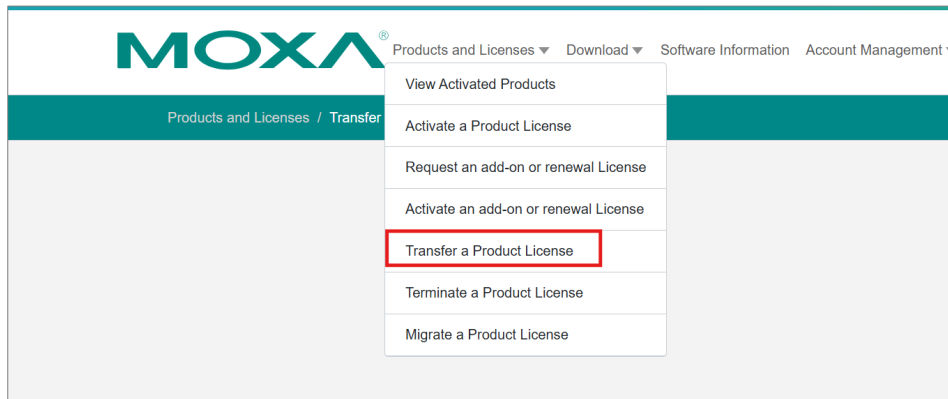 MOXA®
Products and Licenses ▼ Download ▼ Software Information Account Management
View Activated Products
Products and Licenses / Transfer
Activate a Product License
Request an add-on or renewal License
Activate an add-on or renewal License
Transfer a Product License
Terminate a Product License
Migrate a Product License